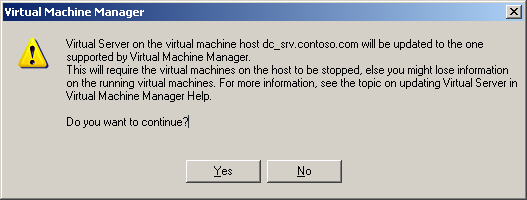 Virtual Machine Manager
Virtual Server on the virtual machine host dc_srv.contoso.com will be updated to the one
supported by Virtual Machine Manager.
This will require the virtual machines on the host to be stopped, else you might lose information
on the running virtual machines. For more information, see the topic on updating Virtual Server in
Virtual Machine Manager Help.
Do you want to continue?
Yes No